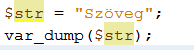 $str = "Szöveg";
var_dump($str);